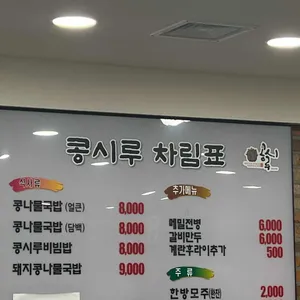 콩시루 차림표
식사류
콩나물국밥 (얼큰) 8,000
콩나물국밥 (담백) 8,000
콩시루비빔밥 8,000
돼지콩나물국밥 9,000
추가메뉴
메밀전병 6,000
갈비만두 6,000
계란후라이추가 500
주류
한방모주(한잔) 2,000